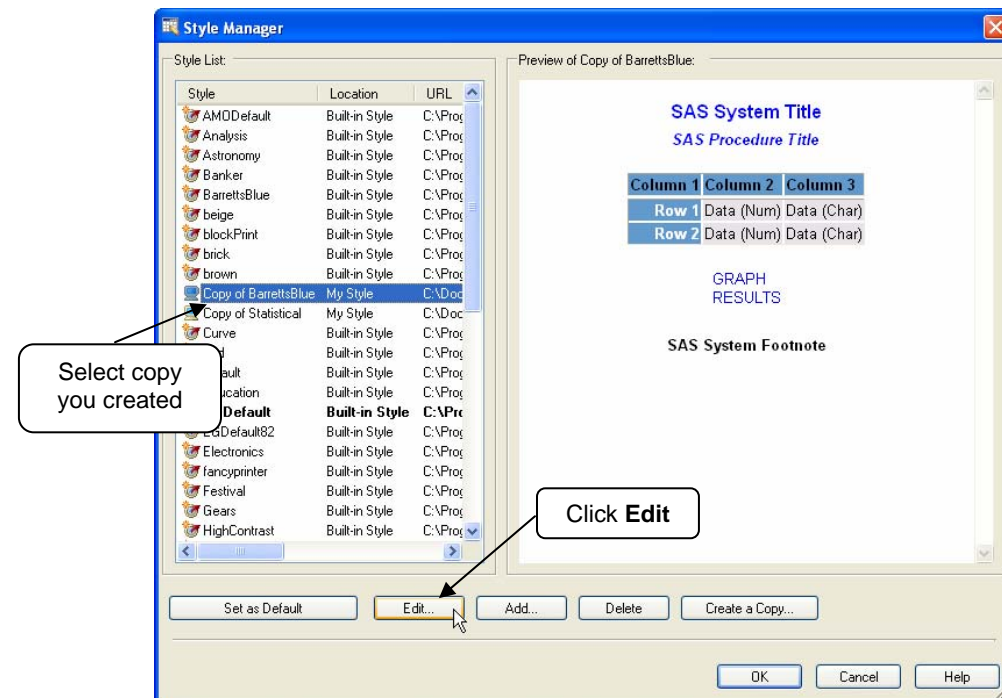 Style Manager
Style List:
Style Location URL
AMODefault Built-in Style C:\Prog
Analysis Built-in Style C:\Prog
Astronomy Built-in Style C:\Prog
Banker Built-in Style C:\Prog
BarrettsBlue Built-in Style C:\Prog
beige Built-in Style C:\Prog
blockPrint Built-in Style C:\Prog
brick Built-in Style C:\Prog
brown Built-in Style C:\Prog
Copy of BarrettsBlue My Style C:\Doc
Copy of Statistical My Style C:\Doc
Curve Built-in Style C:\Prog
Built-in Style C:\Prog
ault Built-in Style C:\Prog
ucation Built-in Style C:\Prog
Default Built-in Style C:\Pro
EGDefault82 Built-in Style C:\Prog
Electronics Built-in Style C:\Prog
fancyprinter Built-in Style C:\Prog
Festival Built-in Style C:\Prog
Gears Built-in Style C:\Prog
HighContrast Built-in Style C:\Prog
Select copy
you created
Preview of Copy of BarrettsBlue:
SAS System Title
SAS Procedure Title
Column 1 Column 2 Column 3
Row 1 Data (Num) Data (Char)
Row 2 Data (Num) Data (Char)
GRAPH
RESULTS
SAS System Footnote
Click Edit
Set as Default Edit... Add... Delete Create a Copy...
OK Cancel Help